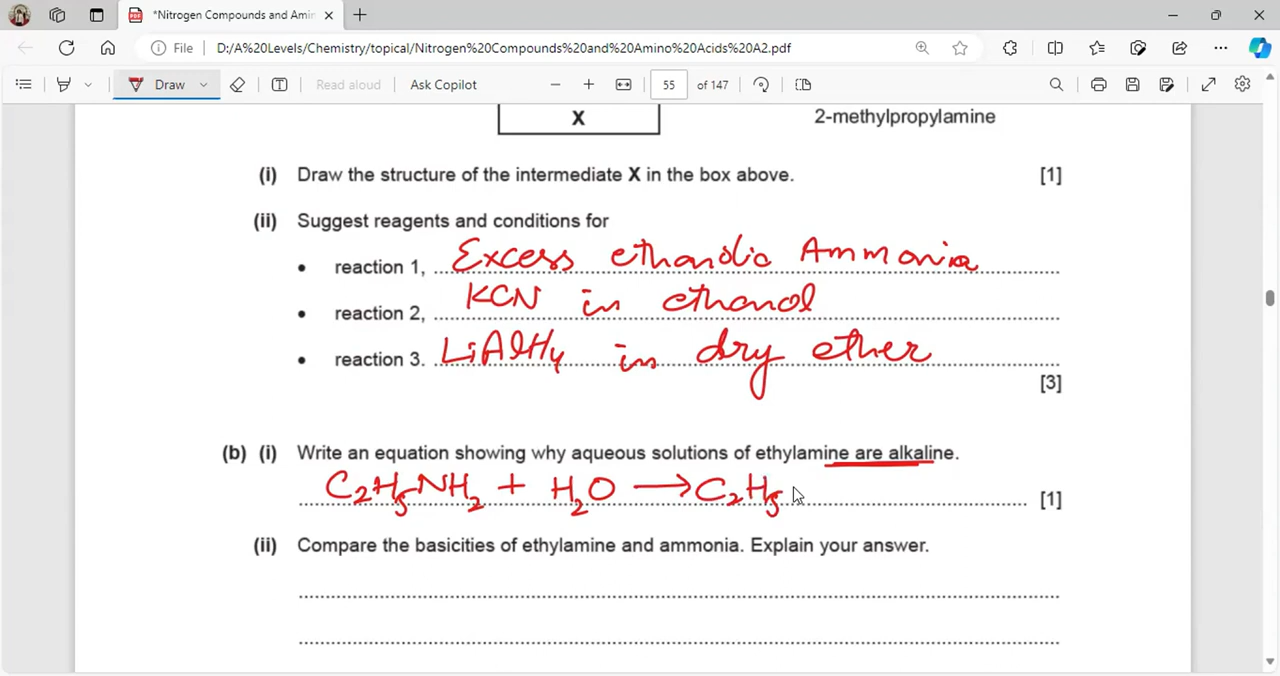 *Nitrogen Compounds and Amin
File
D:/A%20Levels/Chemistry/topical/Nitrogen%20Compounds%20and%20Amino%20Acids%20A2.pdf
Draw
Read aloud
Ask Copilot
55 of 147
X 2-methylpropylamine
(i) Draw the structure of the intermediate X in the box above. [1]
(ii) Suggest reagents and conditions for
• reaction 1, Excess ethanolic Ammonia
• reaction 2, KCN in ethanol
• reaction 3. LiAlH4 in dry ether
[3]
(b) (i) Write an equation showing why aqueous solutions of ethylamine are alkaline.
C2H5NH2 + H2O → C2H5 [1]
(ii) Compare the basicities of ethylamine and ammonia. Explain your answer.